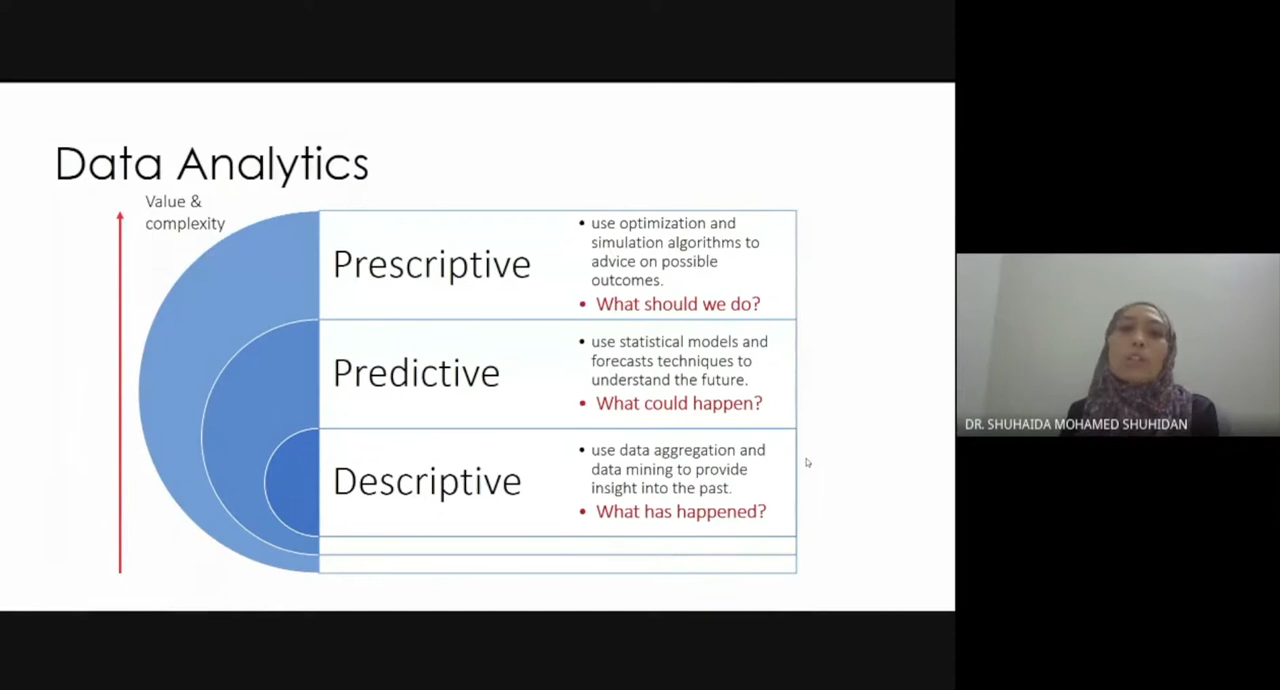 Data Analytics
Value &
complexity
Prescriptive
• use optimization and
simulation algorithms to
advice on possible
outcomes.
• What should we do?
Predictive
• use statistical models and
forecasts techniques to
understand the future.
• What could happen?
Descriptive
• use data aggregation and
data mining to provide
insight into the past.
• What has happened?
DR. SHUHAIDA MOHAMED SHUHIDAN